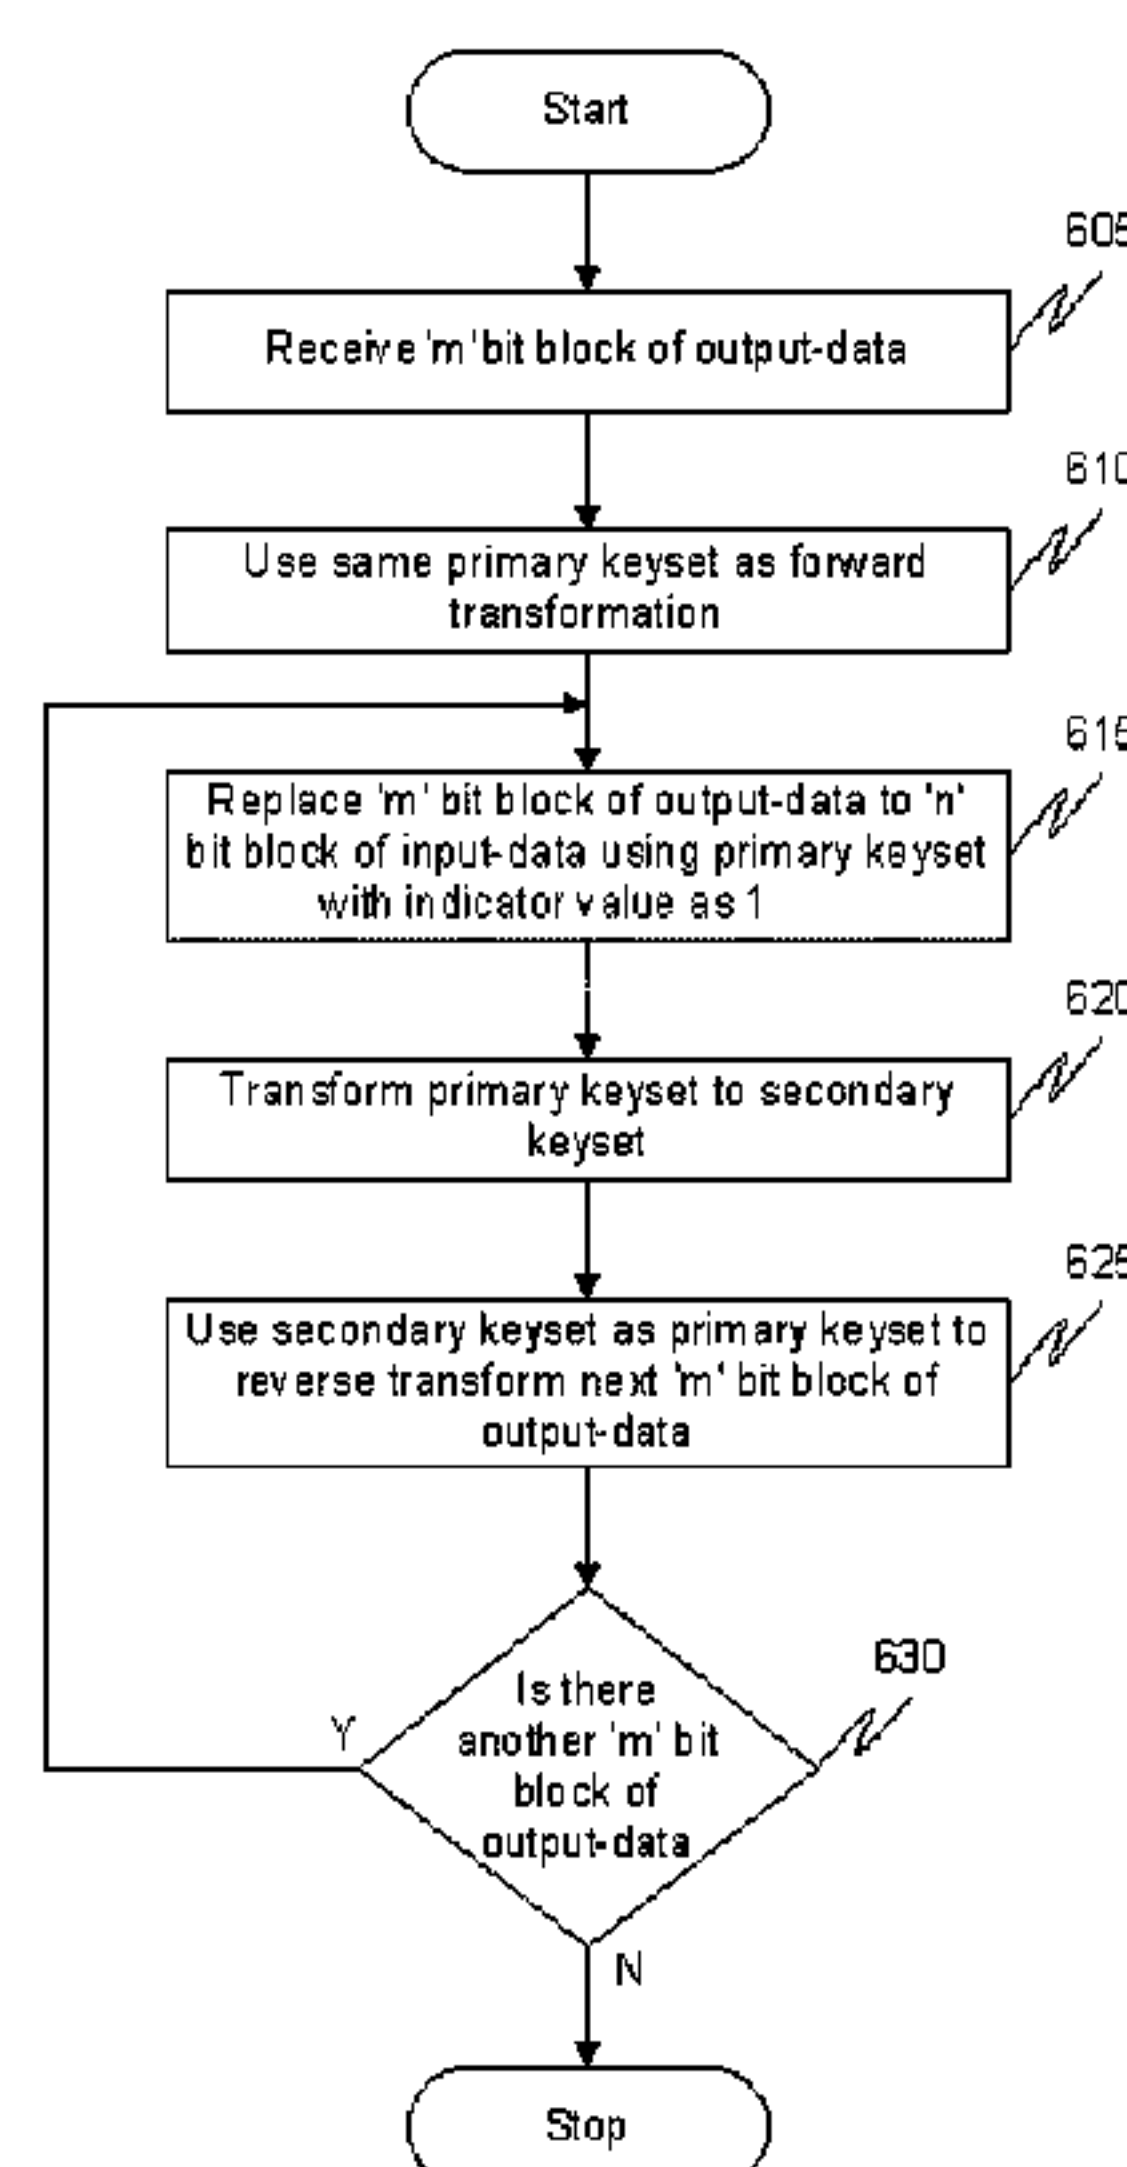 Start
605
Receive 'm' bit block of output-data
610
Use same primary keyset as forward
transformation
615
Replace 'm' bit block of output-data to 'n'
bit block of input-data using primary keyset
with indicator value as 1
620
Transform primary keyset to secondary
keyset
625
Use secondary keyset as primary keyset to
reverse transform next 'm' bit block of
output-data
630
Is there
another 'm' bit
block of
output-data
Y
N
Stop